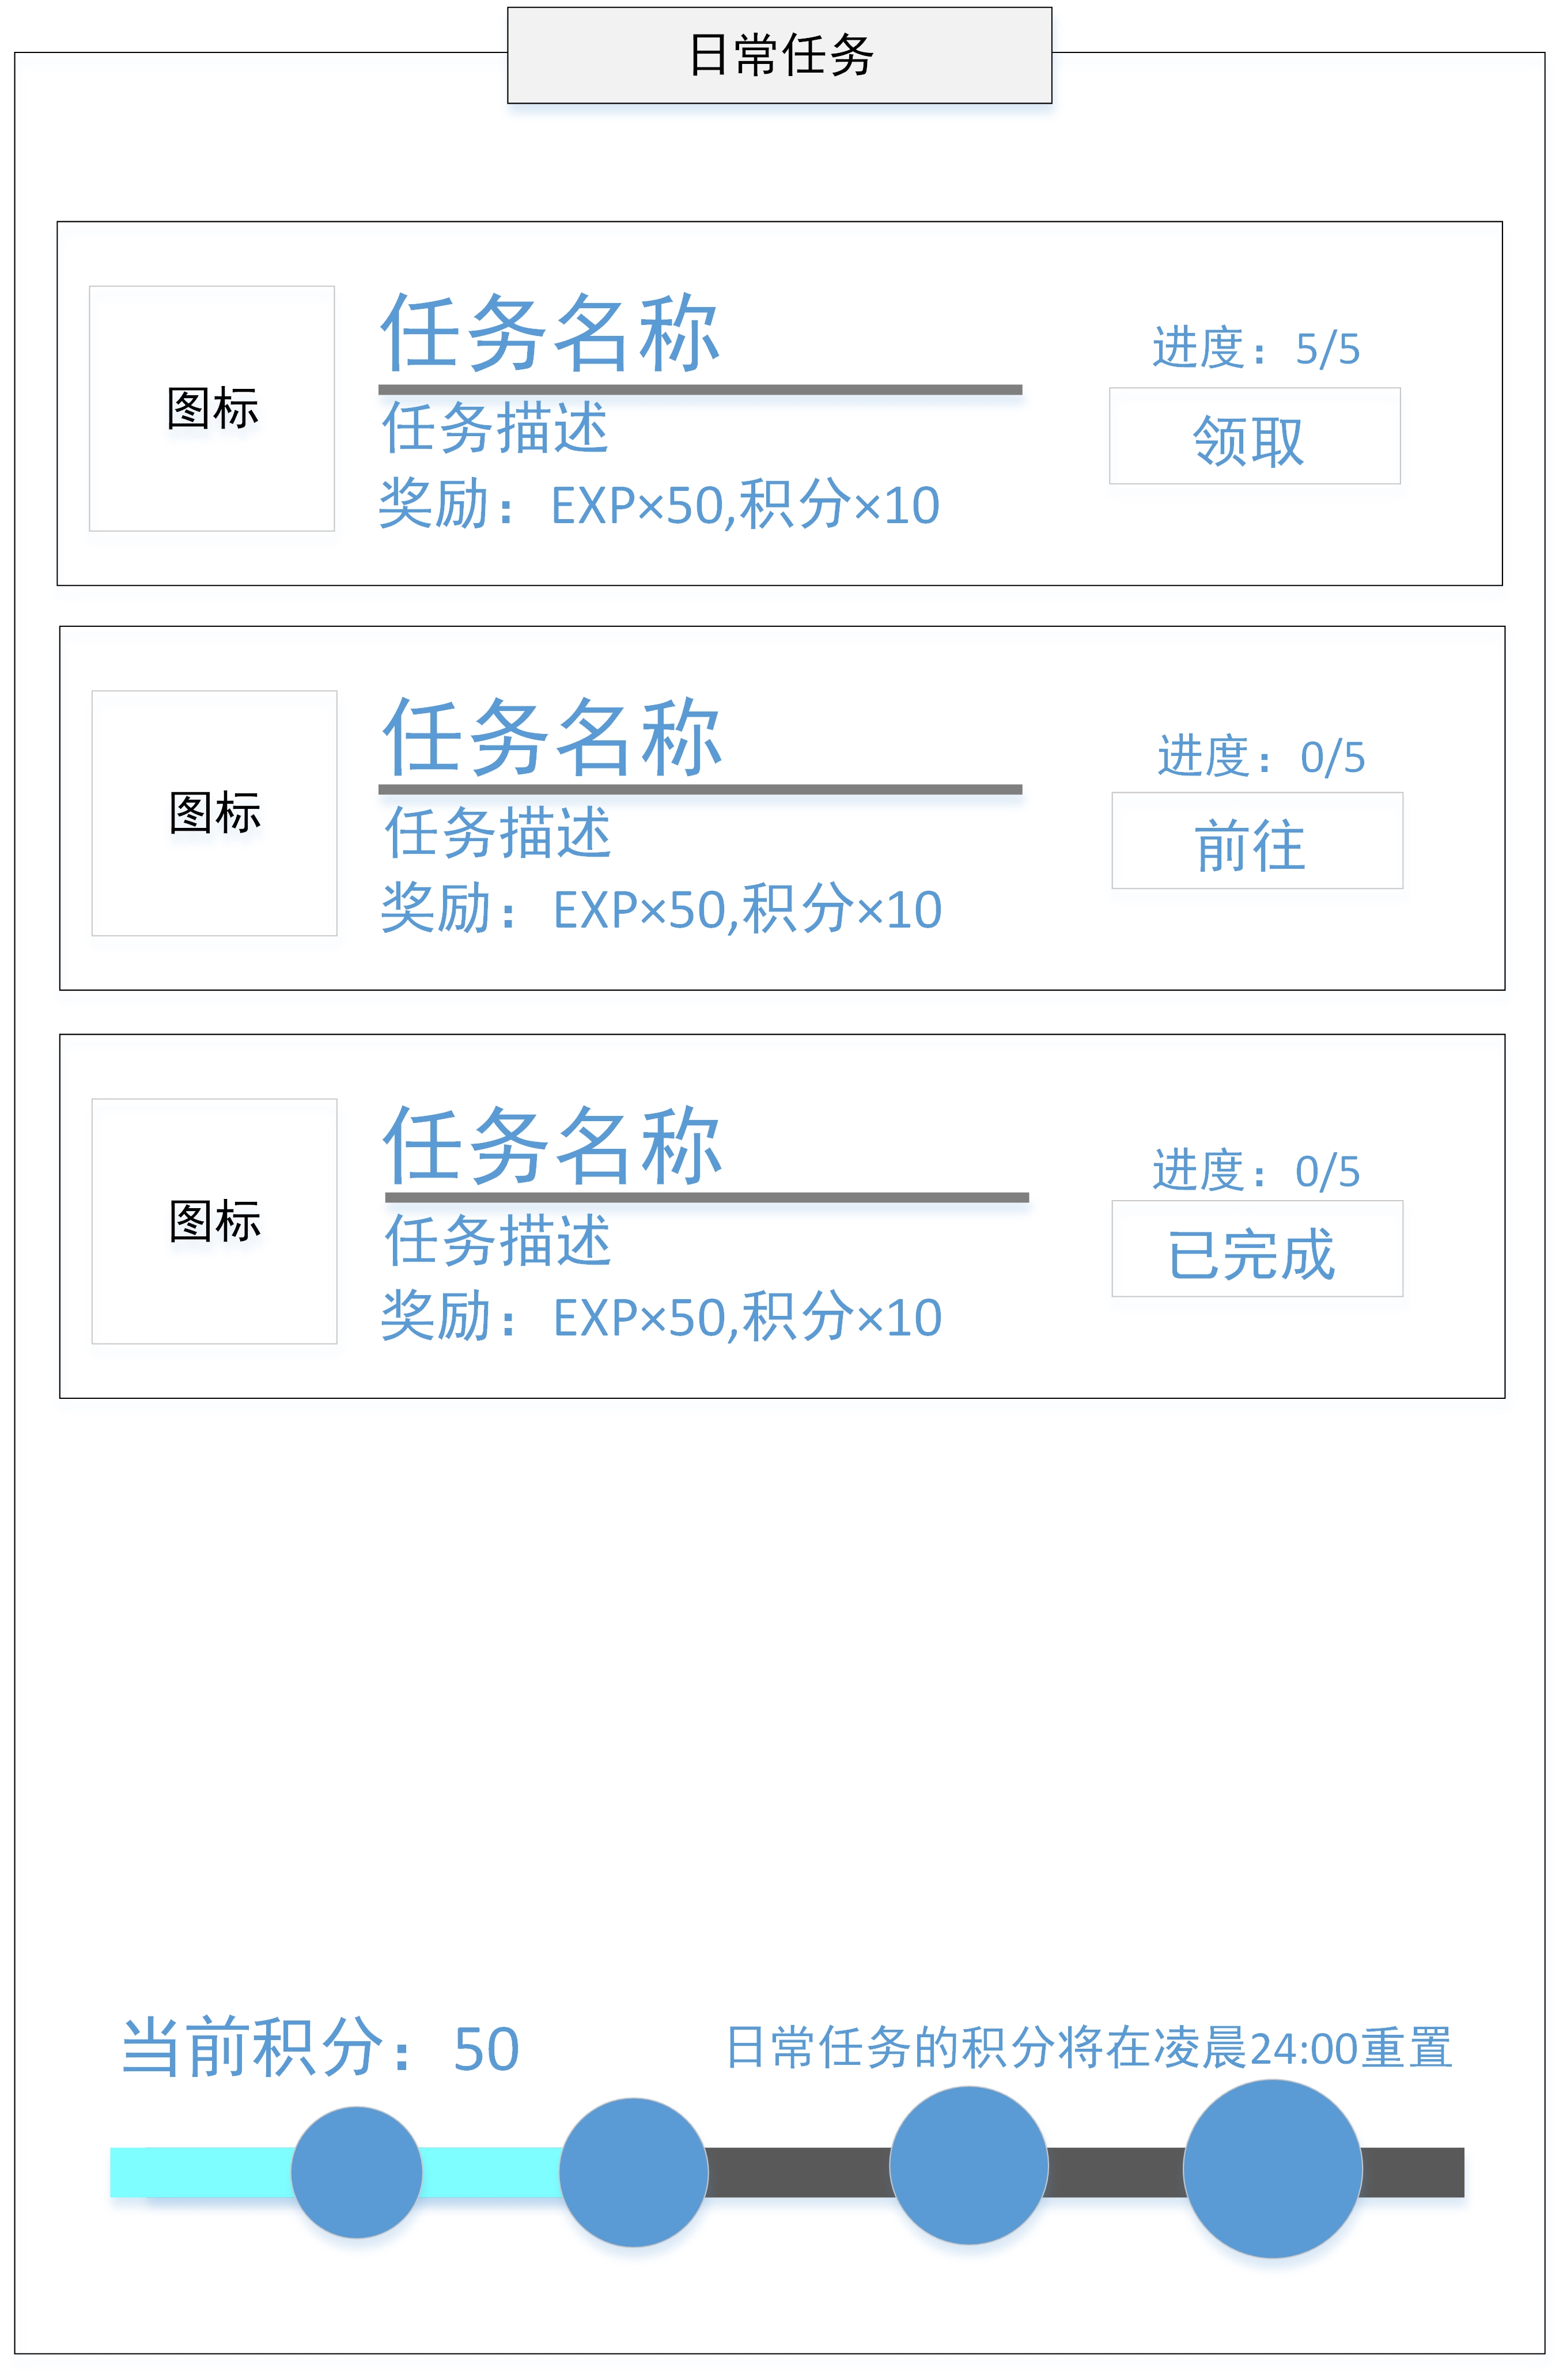 日常任务
图标
任务名称
任务描述
奖励：EXP×50,积分×10
进度：5/5
领取
图标
任务名称
任务描述
奖励：EXP×50,积分×10
进度：0/5
前往
图标
任务名称
任务描述
奖励：EXP×50,积分×10
进度：0/5
已完成
当前积分：50
日常任务的积分将在凌晨24:00重置